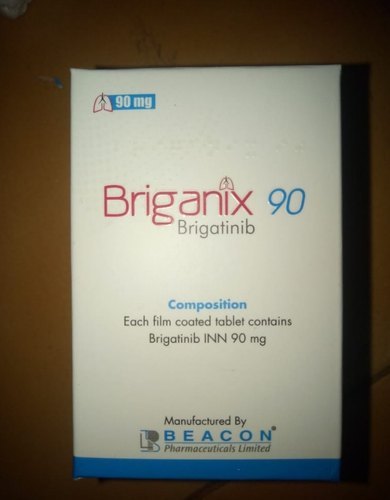 90 mg
Briganix 90
Brigatinib
Composition
Each film coated tablet contains
Brigatinib INN 90 mg
Manufactured By
BEACON®
Pharmaceuticals Limited